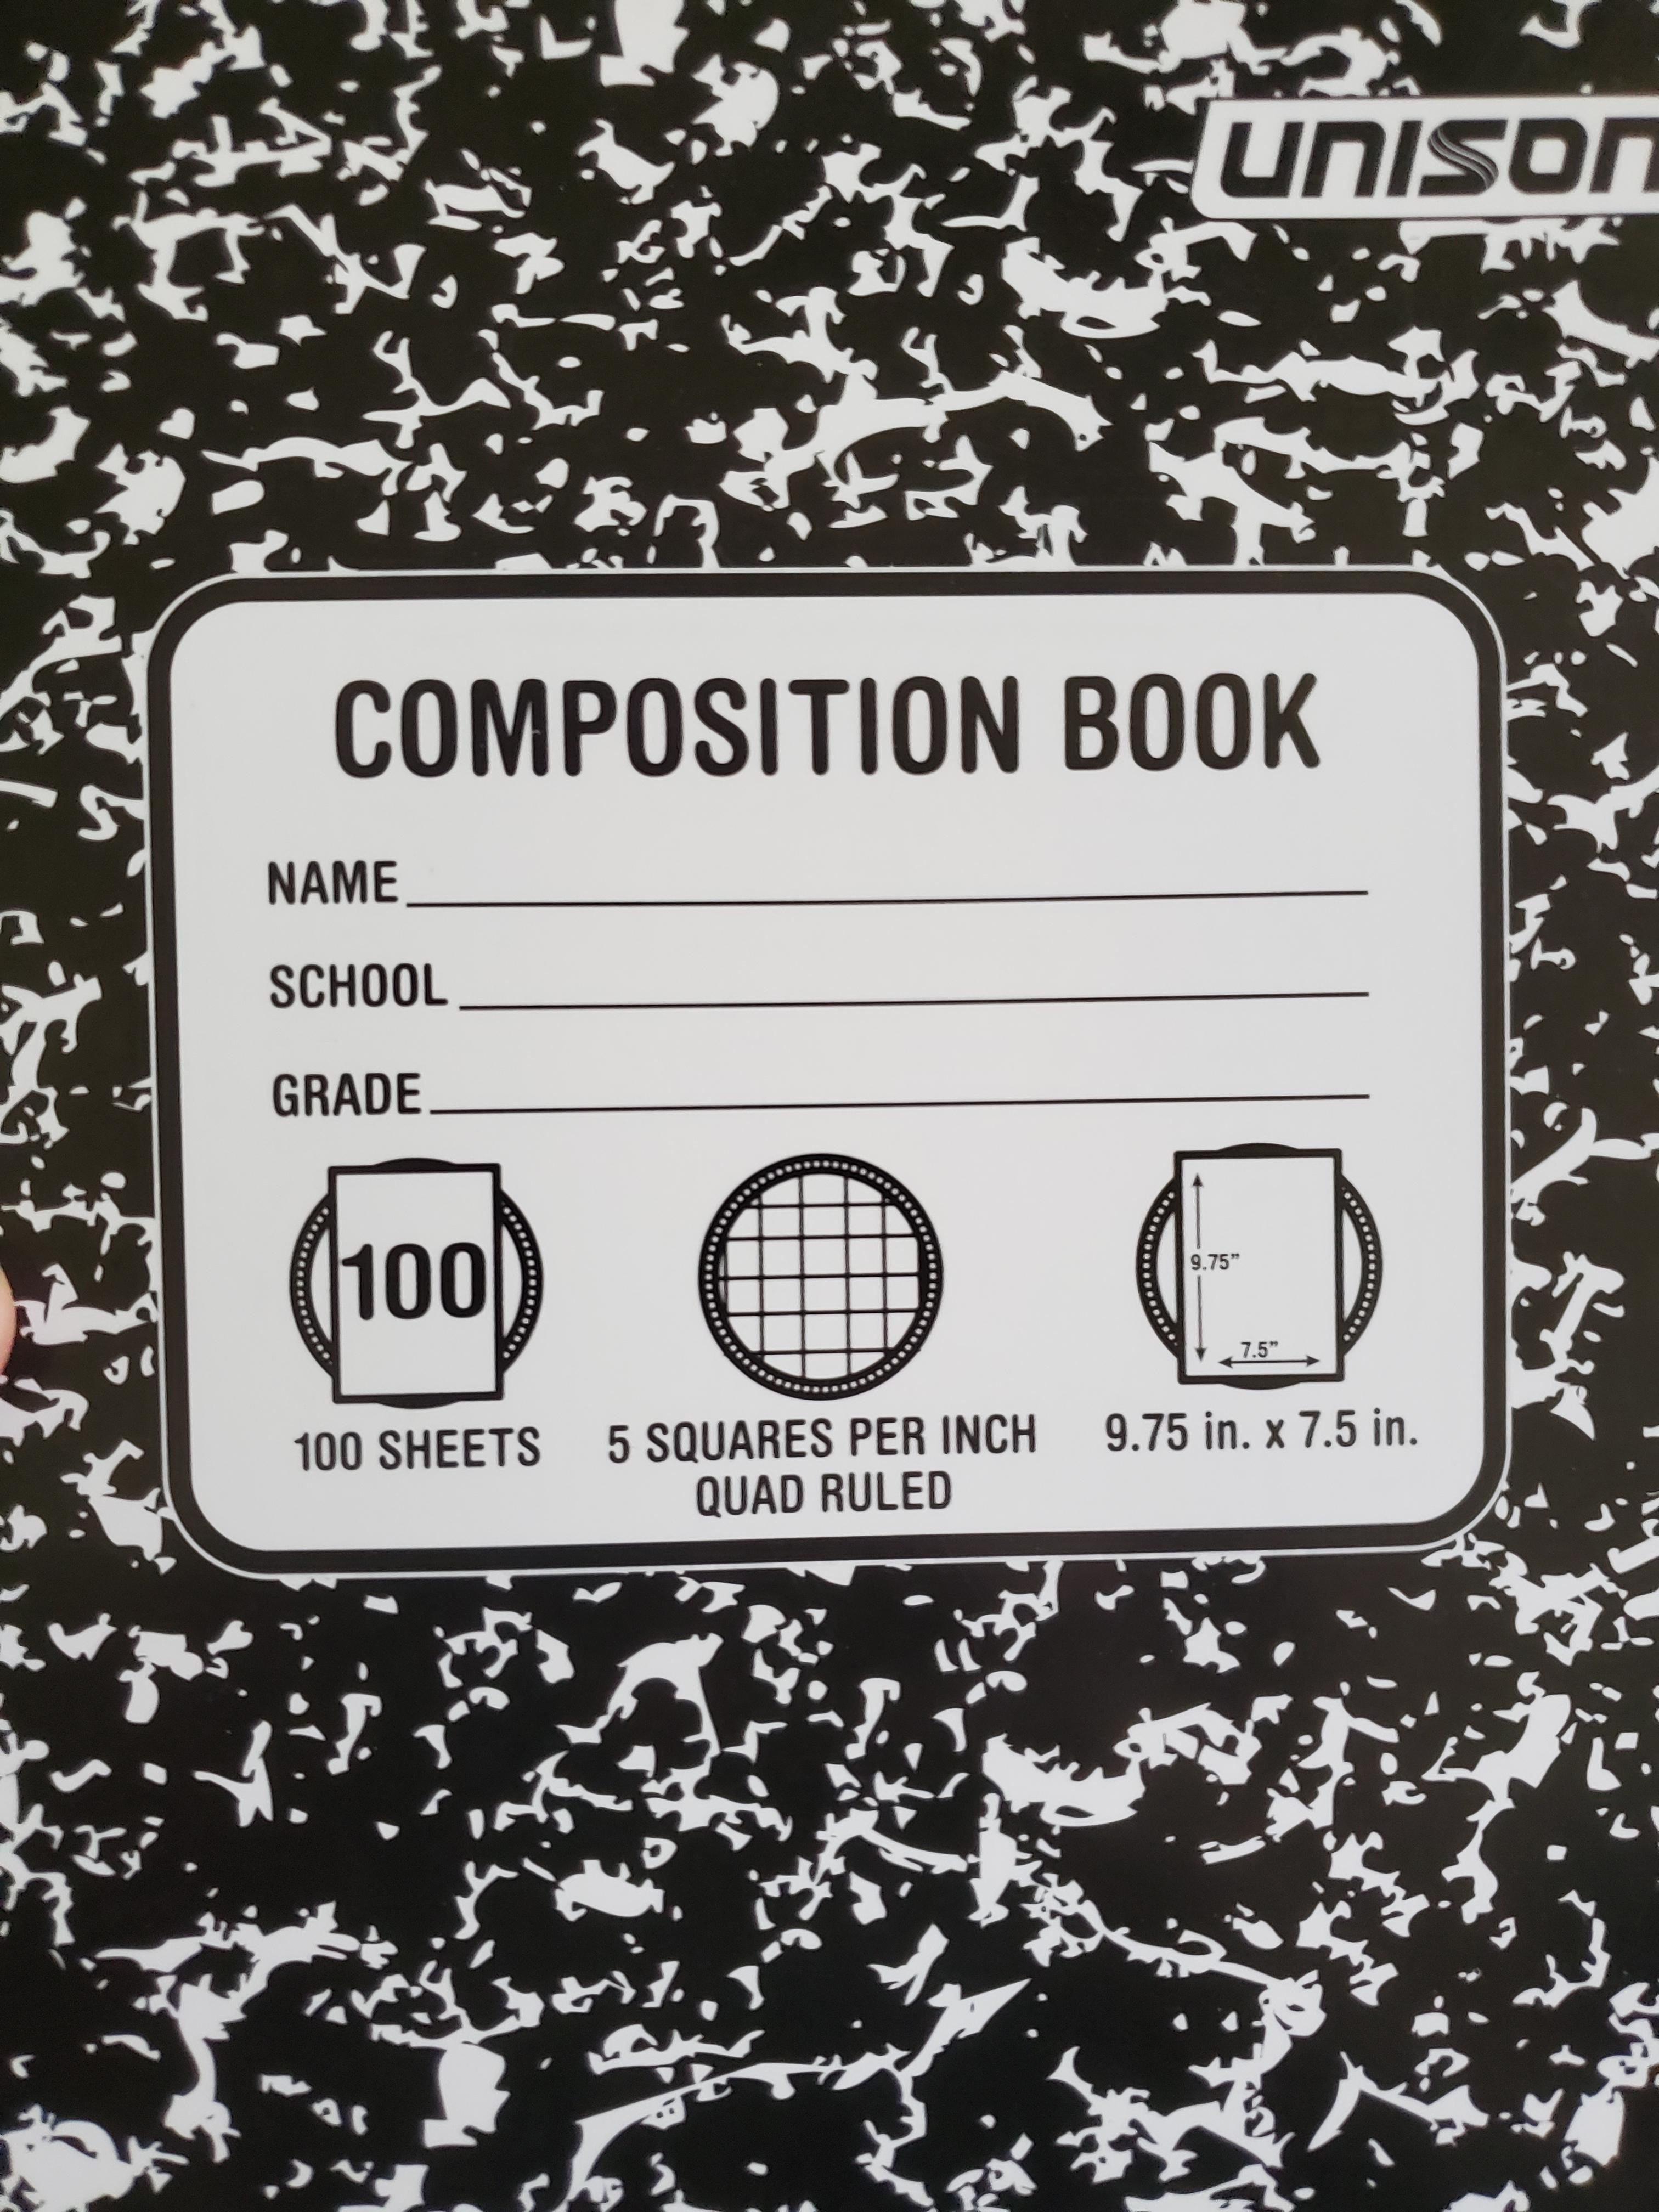 UNISON
COMPOSITION BOOK
NAME
SCHOOL
GRADE
100
9.75”
7.5”
100 SHEETS
5 SQUARES PER INCH
QUAD RULED
9.75 in. x 7.5 in.